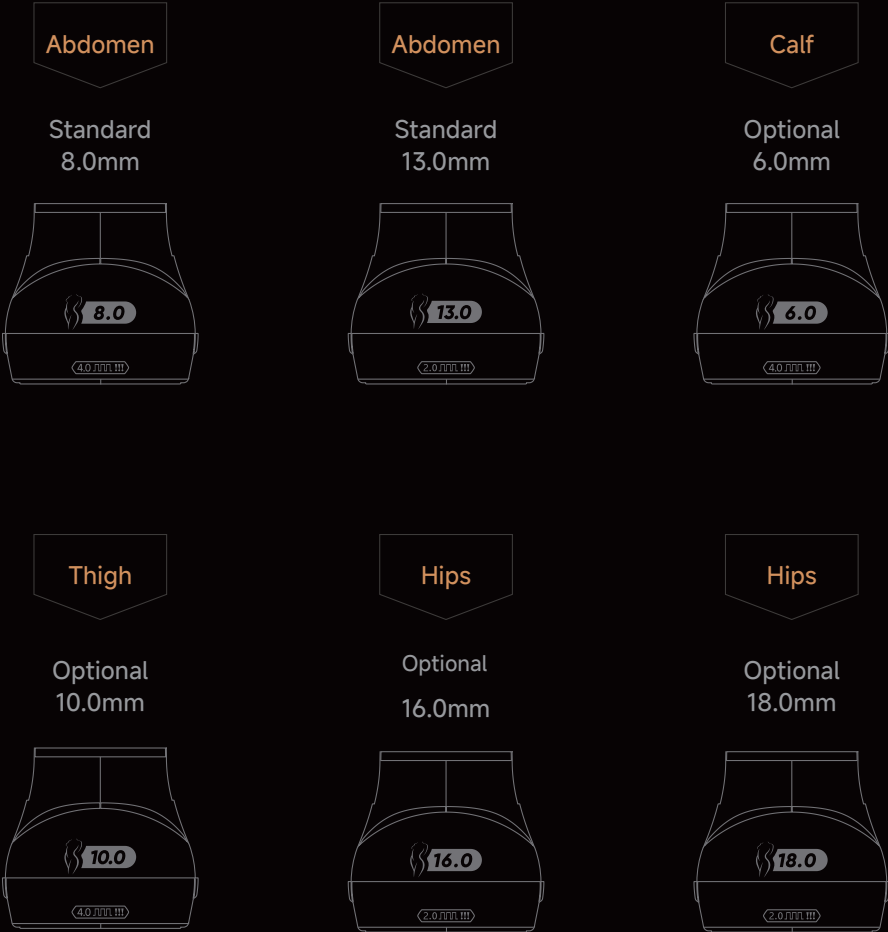 Abdomen
Standard
8.0mm
8.0
4.0 !!!
Abdomen
Standard
13.0mm
13.0
2.0 !!!
Calf
Optional
6.0mm
6.0
4.0 !!!
Thigh
Optional
10.0mm
10.0
4.0 !!!
Hips
Optional
16.0mm
16.0
2.0 !!!
Hips
Optional
18.0mm
18.0
2.0 !!!